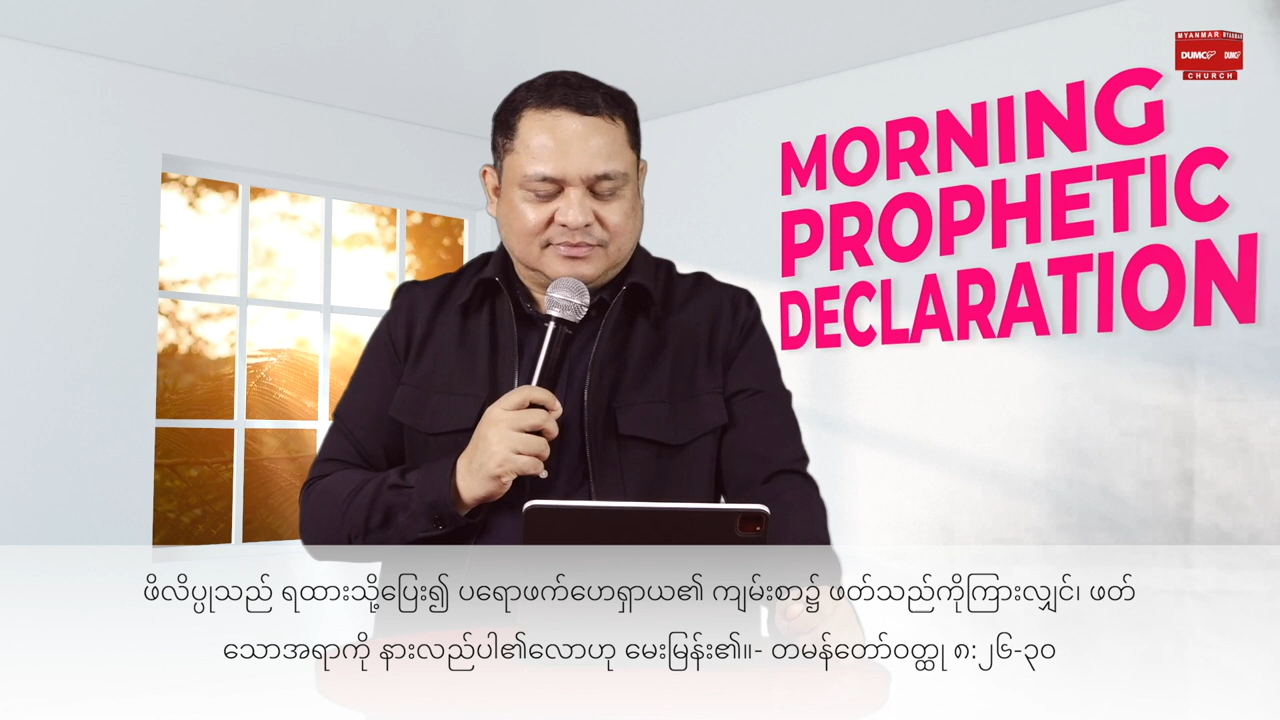 MYANMAR MYANMAR
DUMC DUMC
CHURCH
MORNING
PROPHETIC
DECLARATION
ဖိလိပ္ပုသည် ရထားသို့ပြေး၍ ပရောဖက်ဟေရှာယ၏ ကျမ်းစာ၌ ဖတ်သည်ကိုကြားလျှင်၊ ဖတ်
သောအရာကို နားလည်ပါ၏လောဟု မေးမြန်း၏။- တမန်တော်ဝတ္ထု ၈:၂၆-၃၀